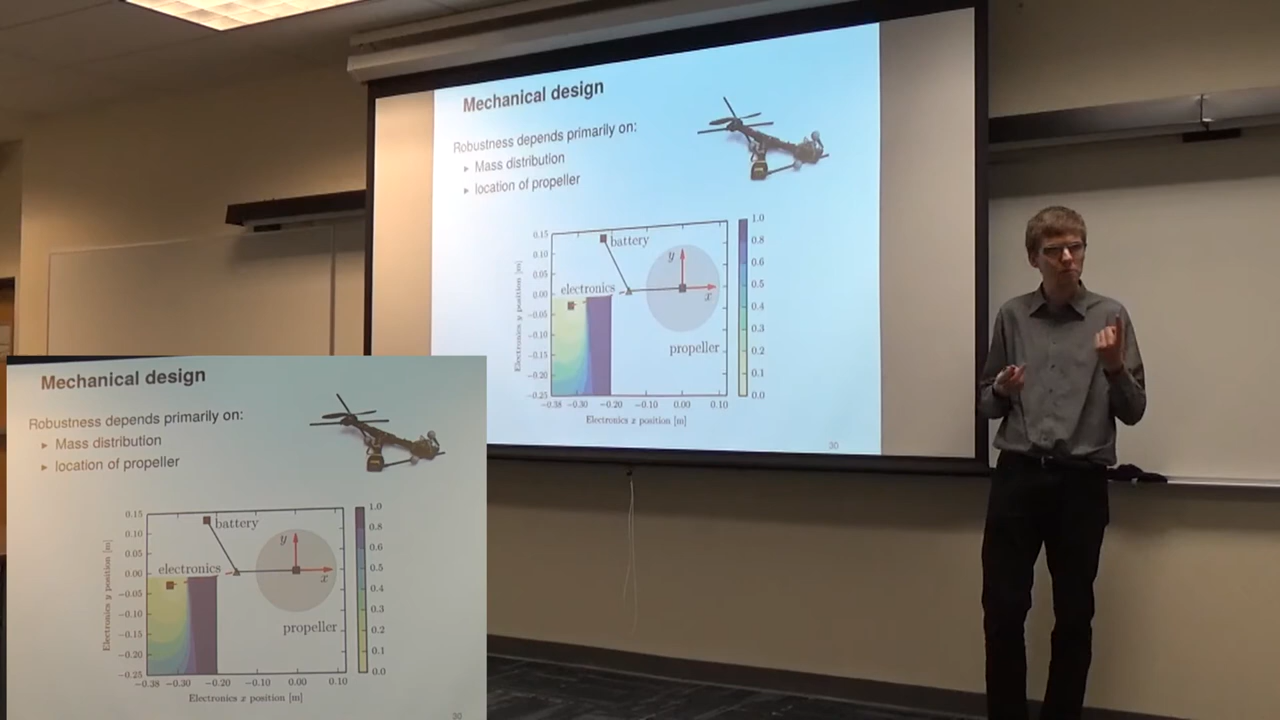 Mechanical design
Robustness depends primarily on:
▸ Mass distribution
▸ location of propeller
0.15
0.10
0.05
0.00
−0.05
−0.10
−0.15
−0.20
−0.25
Electronics y position [m]
battery
electronics
y
x
propeller
−0.38 −0.30 −0.20 −0.10 0.00 0.10
Electronics x position [m]
1.0
0.8
0.6
0.5
0.4
0.3
0.2
0.1
0.0
30
Mechanical design
Robustness depends primarily on:
▸ Mass distribution
▸ location of propeller
0.15
0.10
0.05
0.00
−0.05
−0.10
−0.15
−0.20
−0.25
Electronics y position [m]
battery
electronics
y
x
propeller
−0.38 −0.30 −0.20 −0.10 0.00 0.10
Electronics x position [m]
1.0
0.8
0.6
0.5
0.4
0.3
0.2
0.1
0.0
30